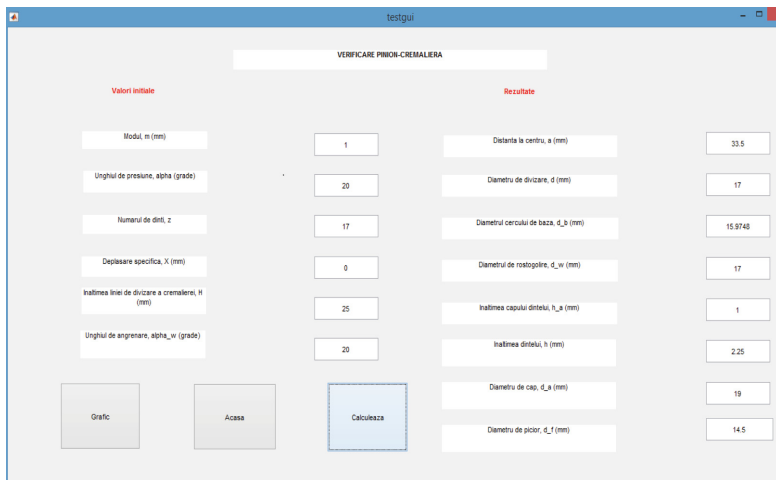 testgui
VERIFICARE PINION-CREMALIERA
Valori initiale
Rezultate
Modul, m (mm)
1
Distanta la centru, a (mm)
33.5
Unghiul de presiune, alpha (grade)
20
Diametru de divizare, d (mm)
17
Numarul de dinti, z
17
Diametrul cercului de baza, d_b (mm)
15.9748
Deplasare specifica, X (mm)
0
Diametrul de rostogolire, d_w (mm)
17
Inaltimea liniei de divizare a cremalierei, H
(mm)
25
Inaltimea capului dintelui, h_a (mm)
1
Unghiul de angrenare, alpha_w (grade)
20
Inaltimea dintelui, h (mm)
2.25
Grafic
Acasa
Calculeaza
Diametru de cap, d_a (mm)
19
Diametru de picior, d_f (mm)
14.5